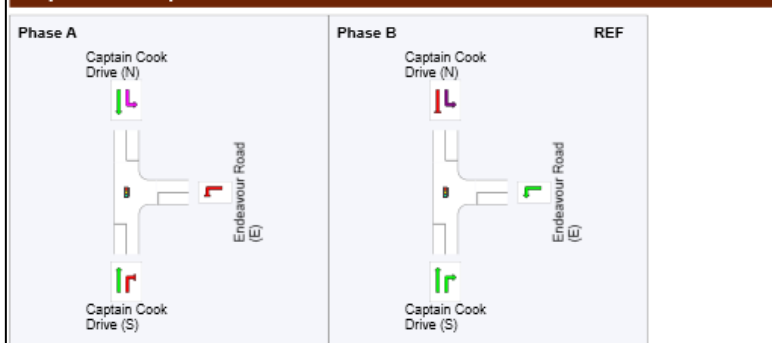 Phase A
Captain Cook
Drive (N)
Endeavour Road
(E)
Captain Cook
Drive (S)
Phase B
REF
Captain Cook
Drive (N)
Endeavour Road
(E)
Captain Cook
Drive (S)